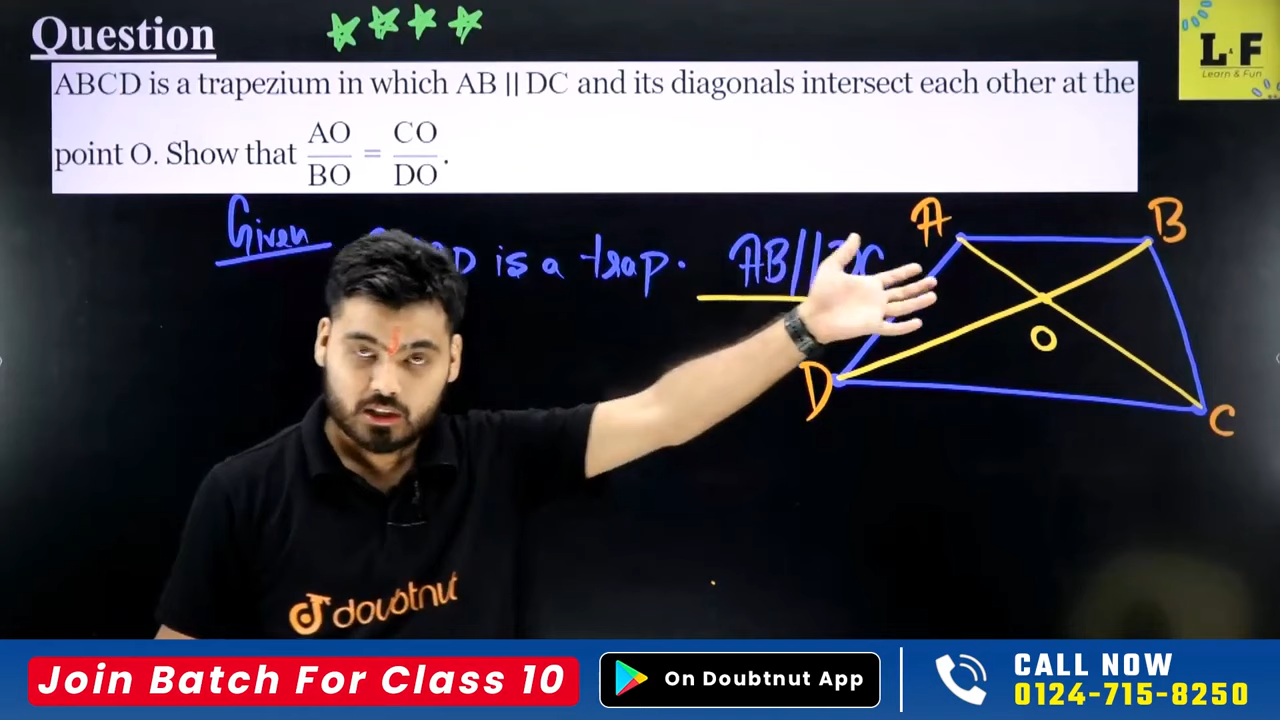 Question
L&F
Learn & Fun
ABCD is a trapezium in which AB || DC and its diagonals intersect each other at the
point O. Show that AO/BO = CO/DO.
Given
D is a trap. AB//DC
A
B
O
D
C
doubtnut
Join Batch For Class 10
On Doubtnut App
CALL NOW
0124-715-8250